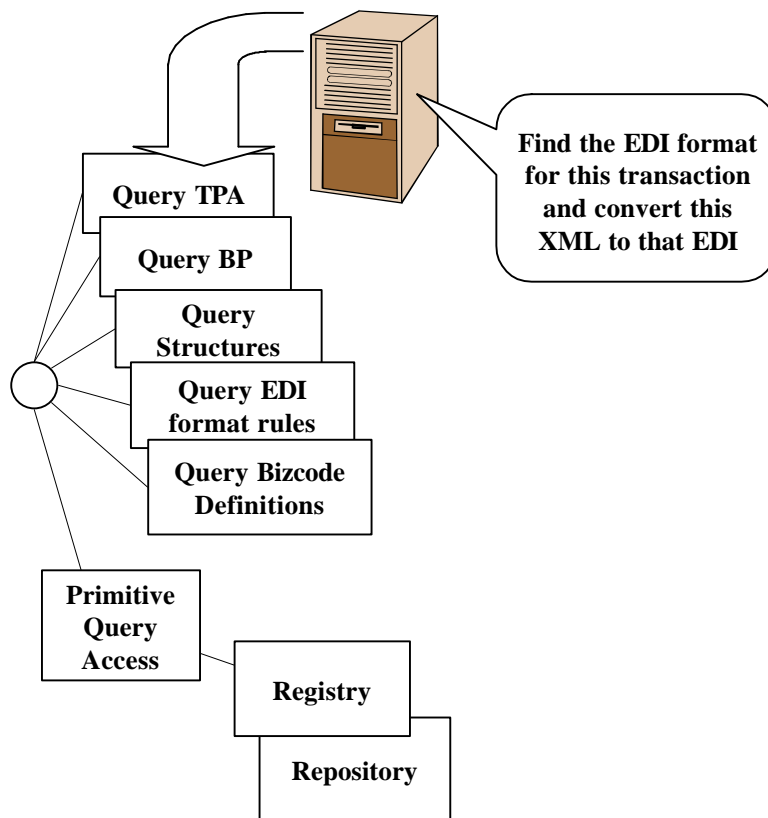 Find the EDI format
for this transaction
and convert this
XML to that EDI
Query TPA
Query BP
Query
Structures
Query EDI
format rules
Query Bizcode
Definitions
Primitive
Query
Access
Registry
Repository